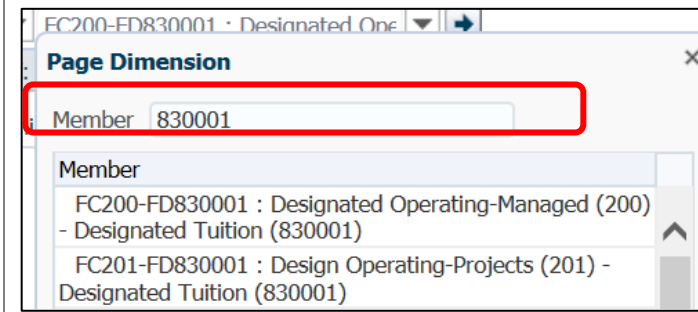 FC200-FD830001 : Designated Ope
Page Dimension
Member 830001
Member
FC200-FD830001 : Designated Operating-Managed (200)
- Designated Tuition (830001)
FC201-FD830001 : Design Operating-Projects (201) -
Designated Tuition (830001)